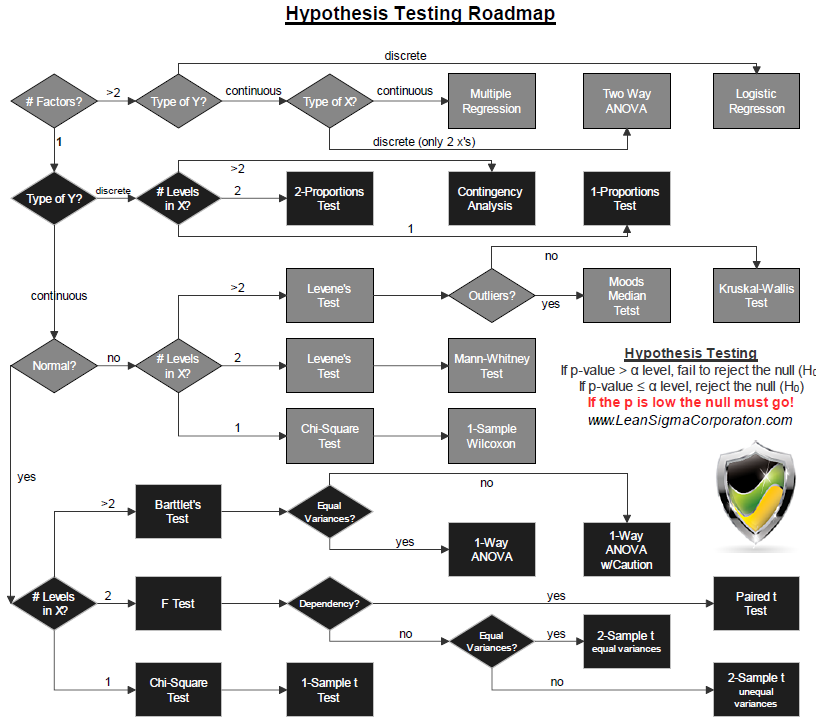 Hypothesis Testing Roadmap
discrete
# Factors?
>2
Type of Y?
continuous
Type of X?
continuous
Multiple
Regression
Two Way
ANOVA
Logistic
Regresson
discrete (only 2 x's)
1
Type of Y?
discrete
# Levels
in X?
>2
2
2-Proportions
Test
Contingency
Analysis
1-Proportions
Test
1
continuous
no
>2
Levene's
Test
Outliers?
yes
Moods
Median
Tetst
Kruskal-Wallis
Test
Normal?
no
# Levels
in X?
2
Levene's
Test
Mann-Whitney
Test
1
Chi-Square
Test
1-Sample
Wilcoxon
Hypothesis Testing
If p-value > α level, fail to reject the null (H0
If p-value ≤ α level, reject the null (H0)
If the p is low the null must go!
www.LeanSigmaCorporaton.com
yes
>2
Barttlet's
Test
Equal
Variances?
no
yes
1-Way
ANOVA
1-Way
ANOVA
w/Caution
# Levels
in X?
2
F Test
Dependency?
yes
Paired t
Test
no
Equal
Variances?
yes
2-Sample t
equal variances
no
2-Sample t
unequal
variances
1
Chi-Square
Test
1-Sample t
Test